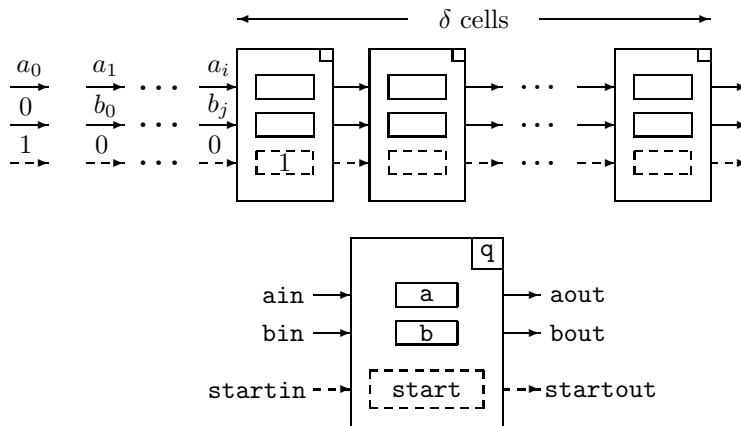 δ cells
a₀ a₁ ··· aᵢ
0 b₀ ··· bⱼ ···
1 0 ··· 0 1 ···
q
ain a aout
bin b bout
startin start startout